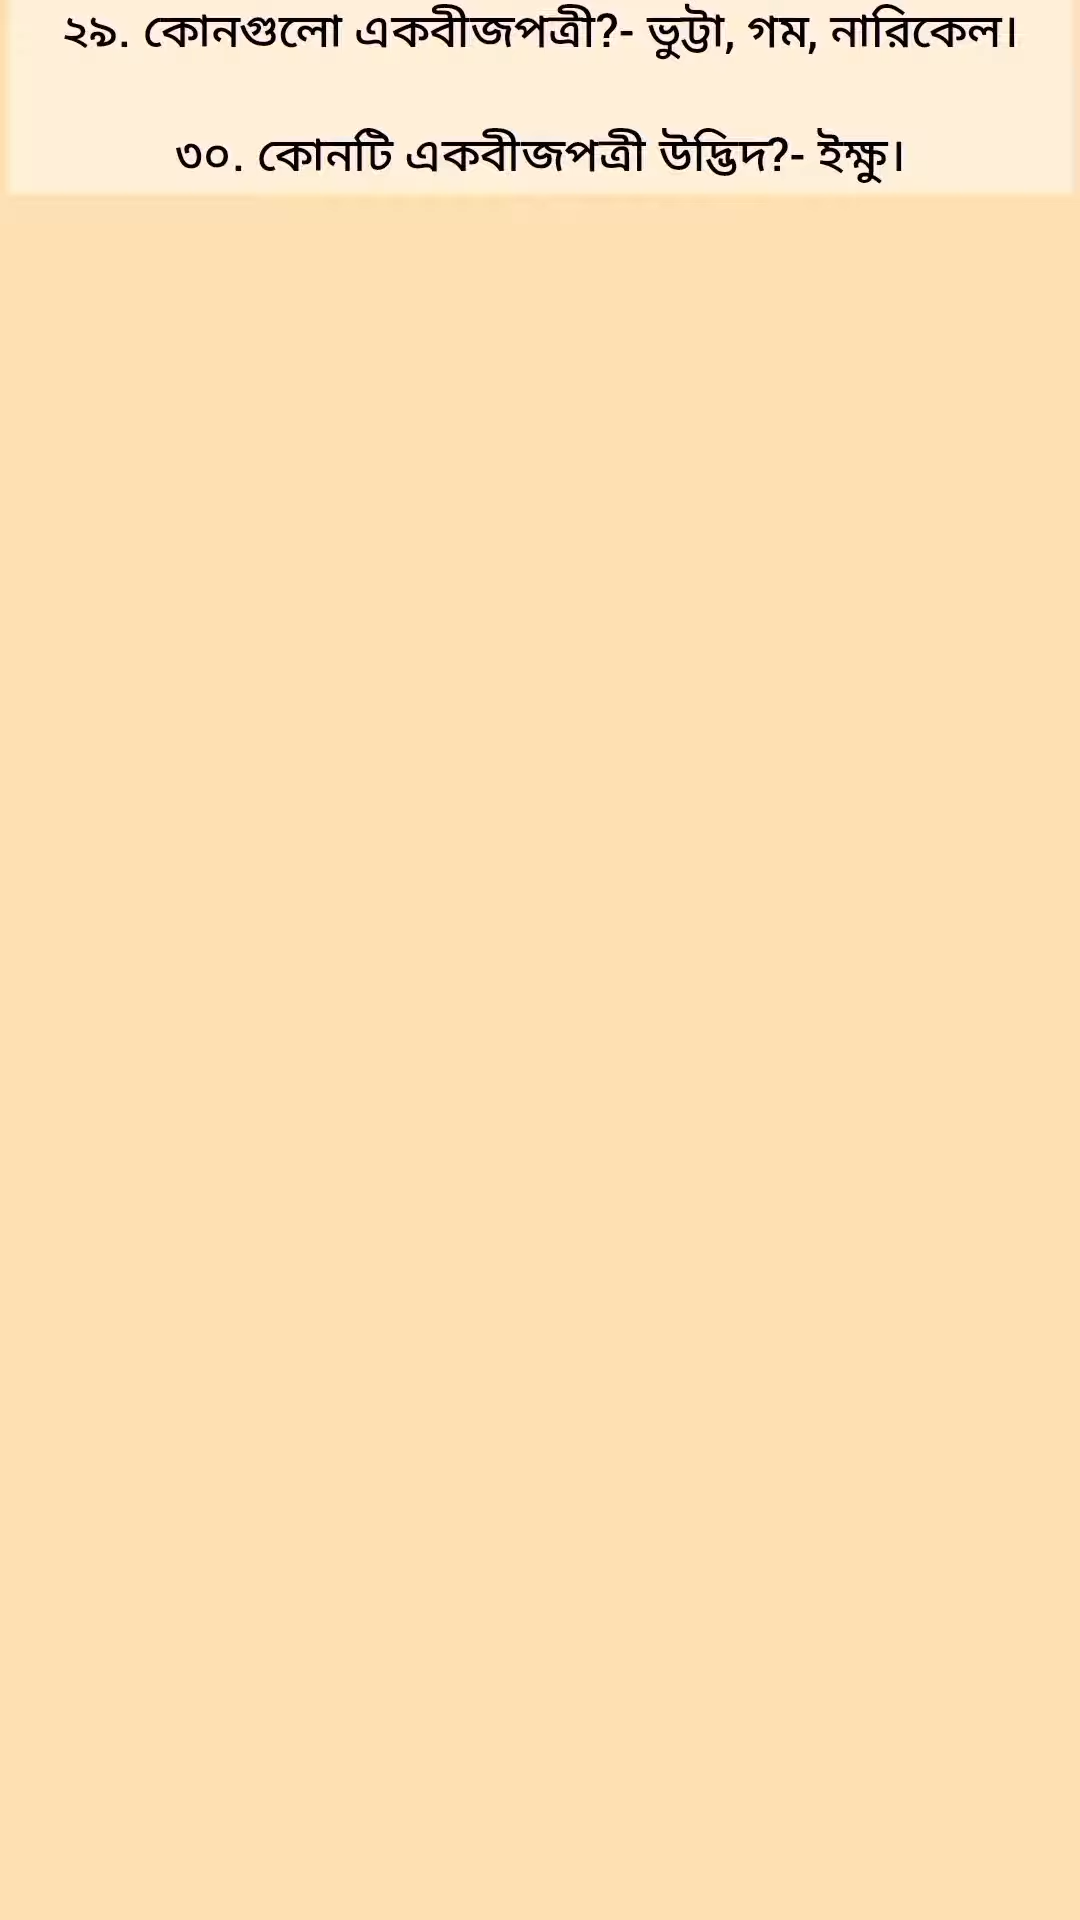 ২৯. কোনগুলো একবীজপত্রী?- ভুট্টা, গম, নারিকেল।
৩০. কোনটি একবীজপত্রী উদ্ভিদ?- ইক্ষু।